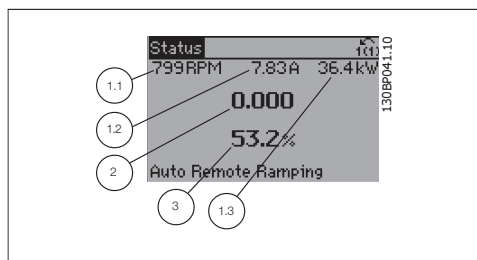 Status 1(1)
799RPM 7.83A 36.4kW
0.000
53.2%
Auto Remote Ramping
1.1
1.2
2
3
1.3
130BP041.10